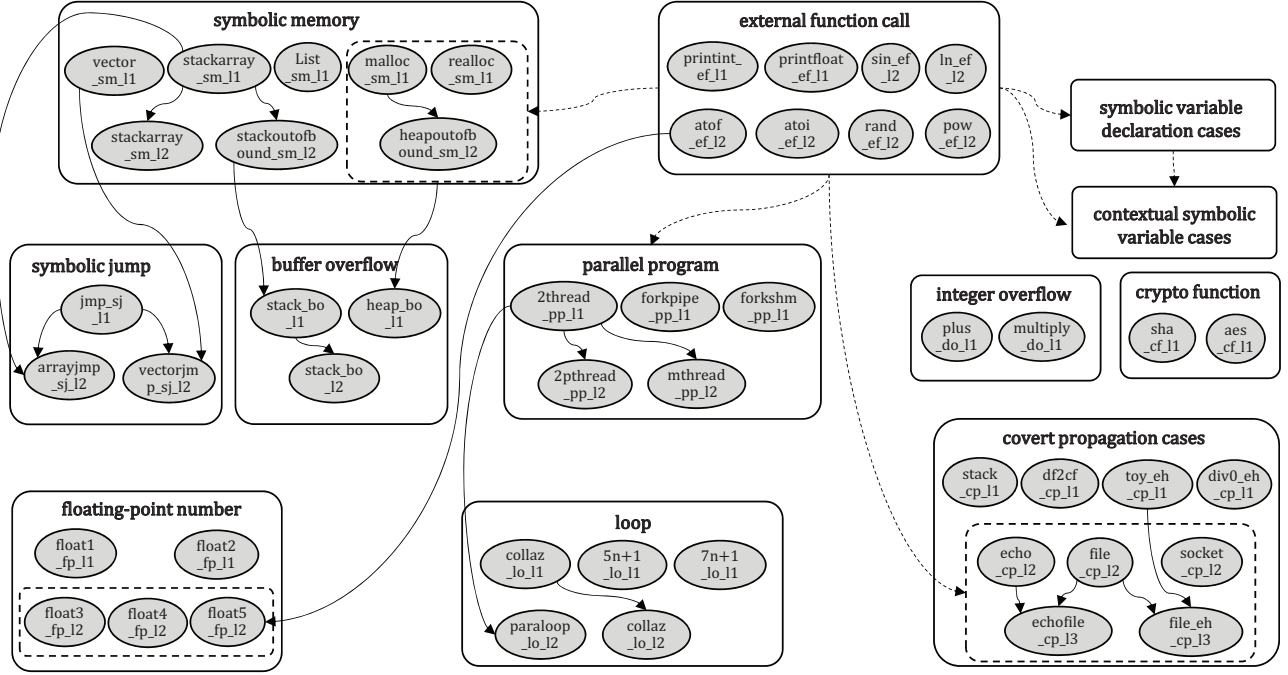 symbolic memory
vector
_sm_l1
stackarray
_sm_l1
List
_sm_l1
malloc
_sm_l1
realloc
_sm_l1
stackarray
_sm_l2
stackoutofb
ound_sm_l2
heapoutofb
ound_sm_l2
external function call
printint_
ef_l1
printfloat
_ef_l1
sin_ef
_l2
ln_ef
_l2
atof
_ef_l2
atoi
_ef_l2
rand
_ef_l2
pow
_ef_l2
symbolic variable
declaration cases
contextual symbolic
variable cases
symbolic jump
jmp_sj
_l1
arrayjmp
_sj_l2
vectorjm
p_sj_l2
buffer overflow
stack_bo
_l1
heap_bo
_l1
stack_bo
_l2
parallel program
2thread
_pp_l1
forkpipe
_pp_l1
forkshm
_pp_l1
2pthread
_pp_l2
mthread
_pp_l2
integer overflow
plus
_do_l1
multiply
_do_l1
crypto function
sha
_cf_l1
aes
_cf_l1
floating-point number
float1
_fp_l1
float2
_fp_l1
float3
_fp_l2
float4
_fp_l2
float5
_fp_l2
loop
collaz
_lo_l1
5n+1
_lo_l1
7n+1
_lo_l1
paraloop
_lo_l2
collaz
_lo_l2
covert propagation cases
stack
_cp_l1
df2cf
_cp_l1
toy_eh
_cp_l1
div0_eh
_cp_l1
echo
_cp_l2
file
_cp_l2
socket
_cp_l2
echofile
_cp_l3
file_eh
_cp_l3